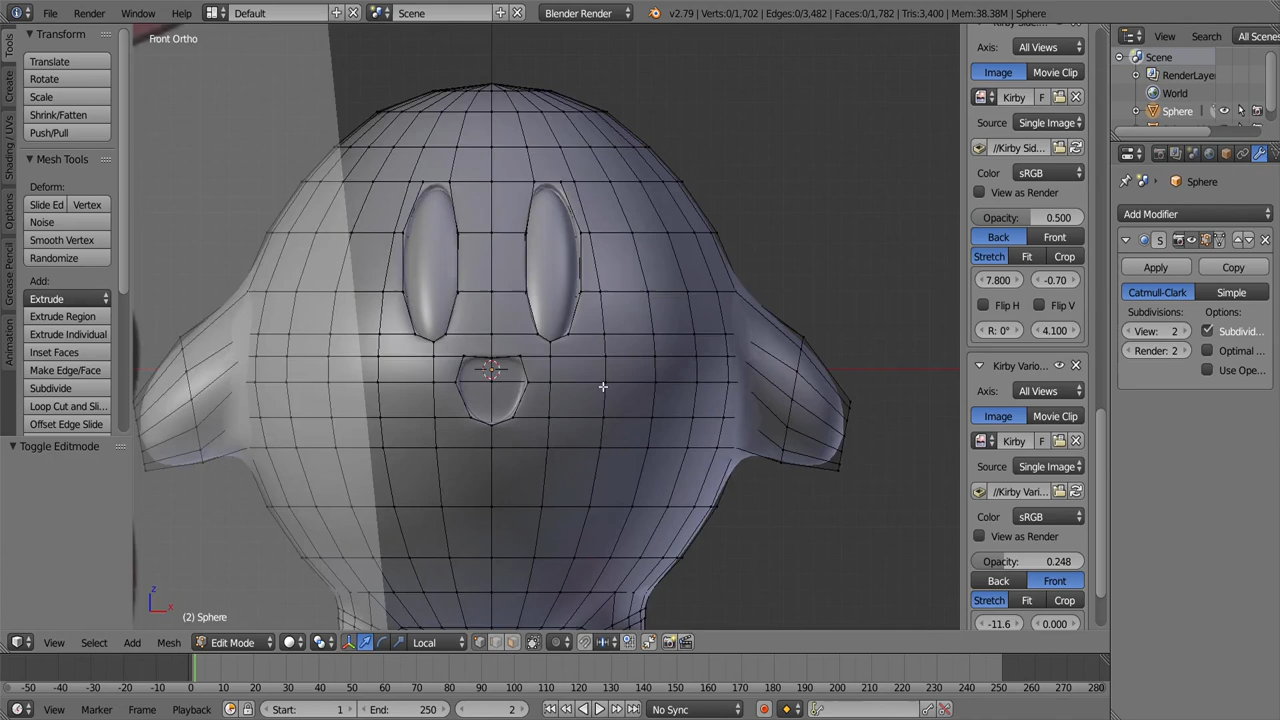 File Render Window Help Default Scene Blender Render v2.79 | Verts:0/1,702 | Edges:0/3,482 | Faces:0/1,782 | Tris:3,400 | Mem:38.38M | Sphere
View Search All Scenes
Scene
RenderLayer
World
Sphere
Tools
Create
Shading / UVs
Options
Grease Pencil
Animation
Transform
Translate
Rotate
Scale
Shrink/Fatten
Push/Pull
Mesh Tools
Deform:
Slide Ed Vertex
Noise
Smooth Vertex
Randomize
Add:
Extrude
Extrude Region
Extrude Individual
Inset Faces
Make Edge/Face
Subdivide
Loop Cut and Sli...
Offset Edge Slide
Toggle Editmode
Front Ortho
z
x
(2) Sphere
Axis: All Views
Image Movie Clip
Kirby F
Source Single Image
//Kirby Sid...
Color sRGB
View as Render
Opacity: 0.500
Back Front
Stretch Fit Crop
7.800 -0.70
Flip H Flip V
R: 0° 4.100
Kirby Vario...
Axis: All Views
Image Movie Clip
Kirby F
Source Single Image
//Kirby Vari...
Color sRGB
View as Render
Opacity: 0.248
Back Front
Stretch Fit Crop
-11.6 0.000
Sphere
Add Modifier
S
Apply Copy
Catmull-Clark Simple
Subdivisions: Options:
View: 2 Subdivid...
Render: 2 Optimal ...
Use Ope...
View Select Add Mesh Edit Mode Local
-50 -40 -30 -20 -10 0 10 20 30 40 50 60 70 80 90 100 110 120 130 140 150 160 170 180 190 200 210 220 230 240 250 260 270 280
View Marker Frame Playback Start: 1 End: 250 2 No Sync